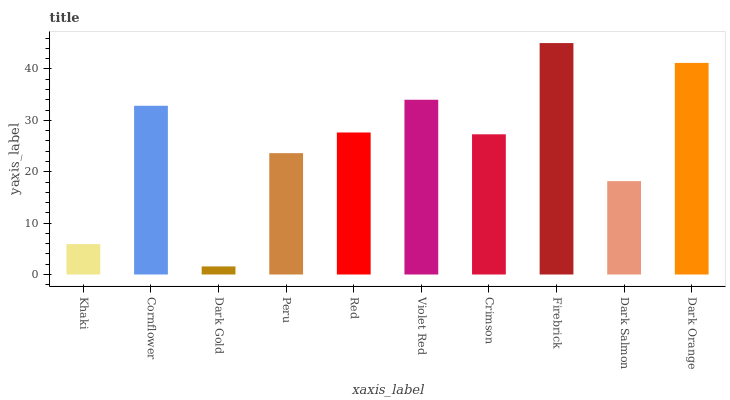 title
yaxis_label
40
30
20
10
0
Khaki
Cornflower
Dark Gold
Peru
Red
Violet Red
Crimson
Firebrick
Dark Salmon
Dark Orange
xaxis_label